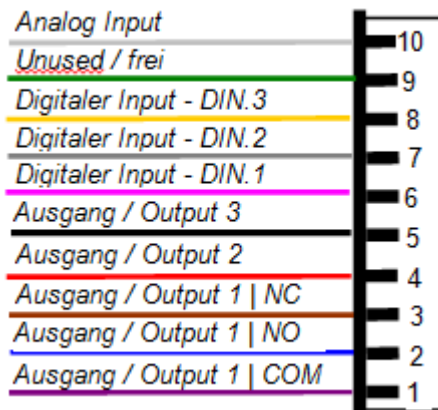 Analog Input
10
Unused / frei
9
Digitaler Input - DIN.3
8
Digitaler Input - DIN.2
7
Digitaler Input - DIN.1
6
Ausgang / Output 3
5
Ausgang / Output 2
4
Ausgang / Output 1 | NC
3
Ausgang / Output 1 | NO
2
Ausgang / Output 1 | COM
1